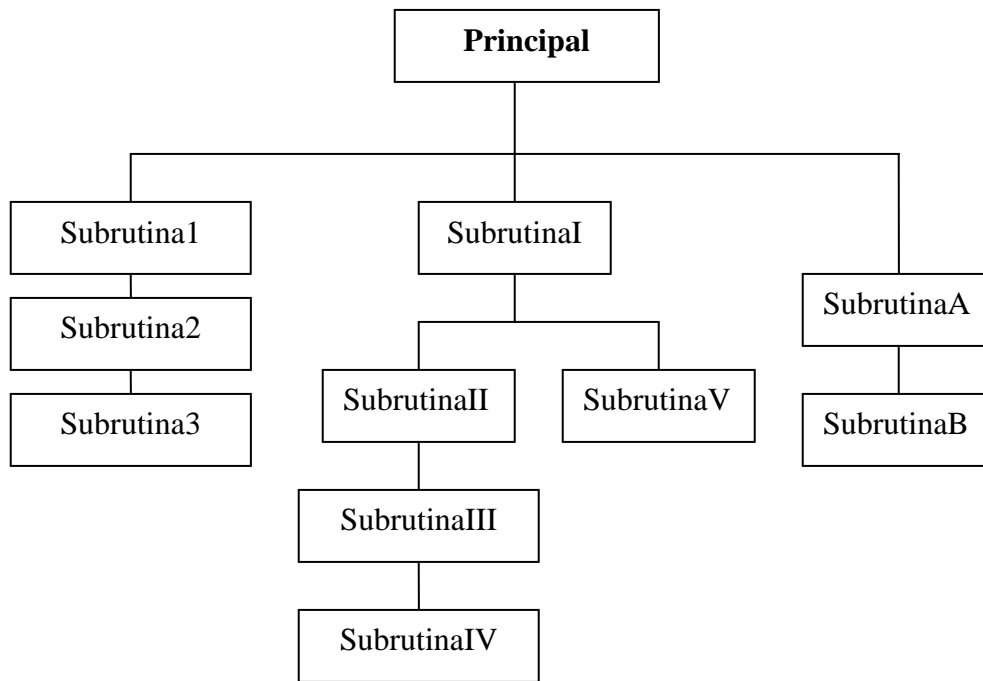 Principal
Subrutina1
SubrutinaI
SubrutinaA
Subrutina2
SubrutinaII
SubrutinaV
Subrutina3
SubrutinaB
SubrutinaIII
SubrutinaIV